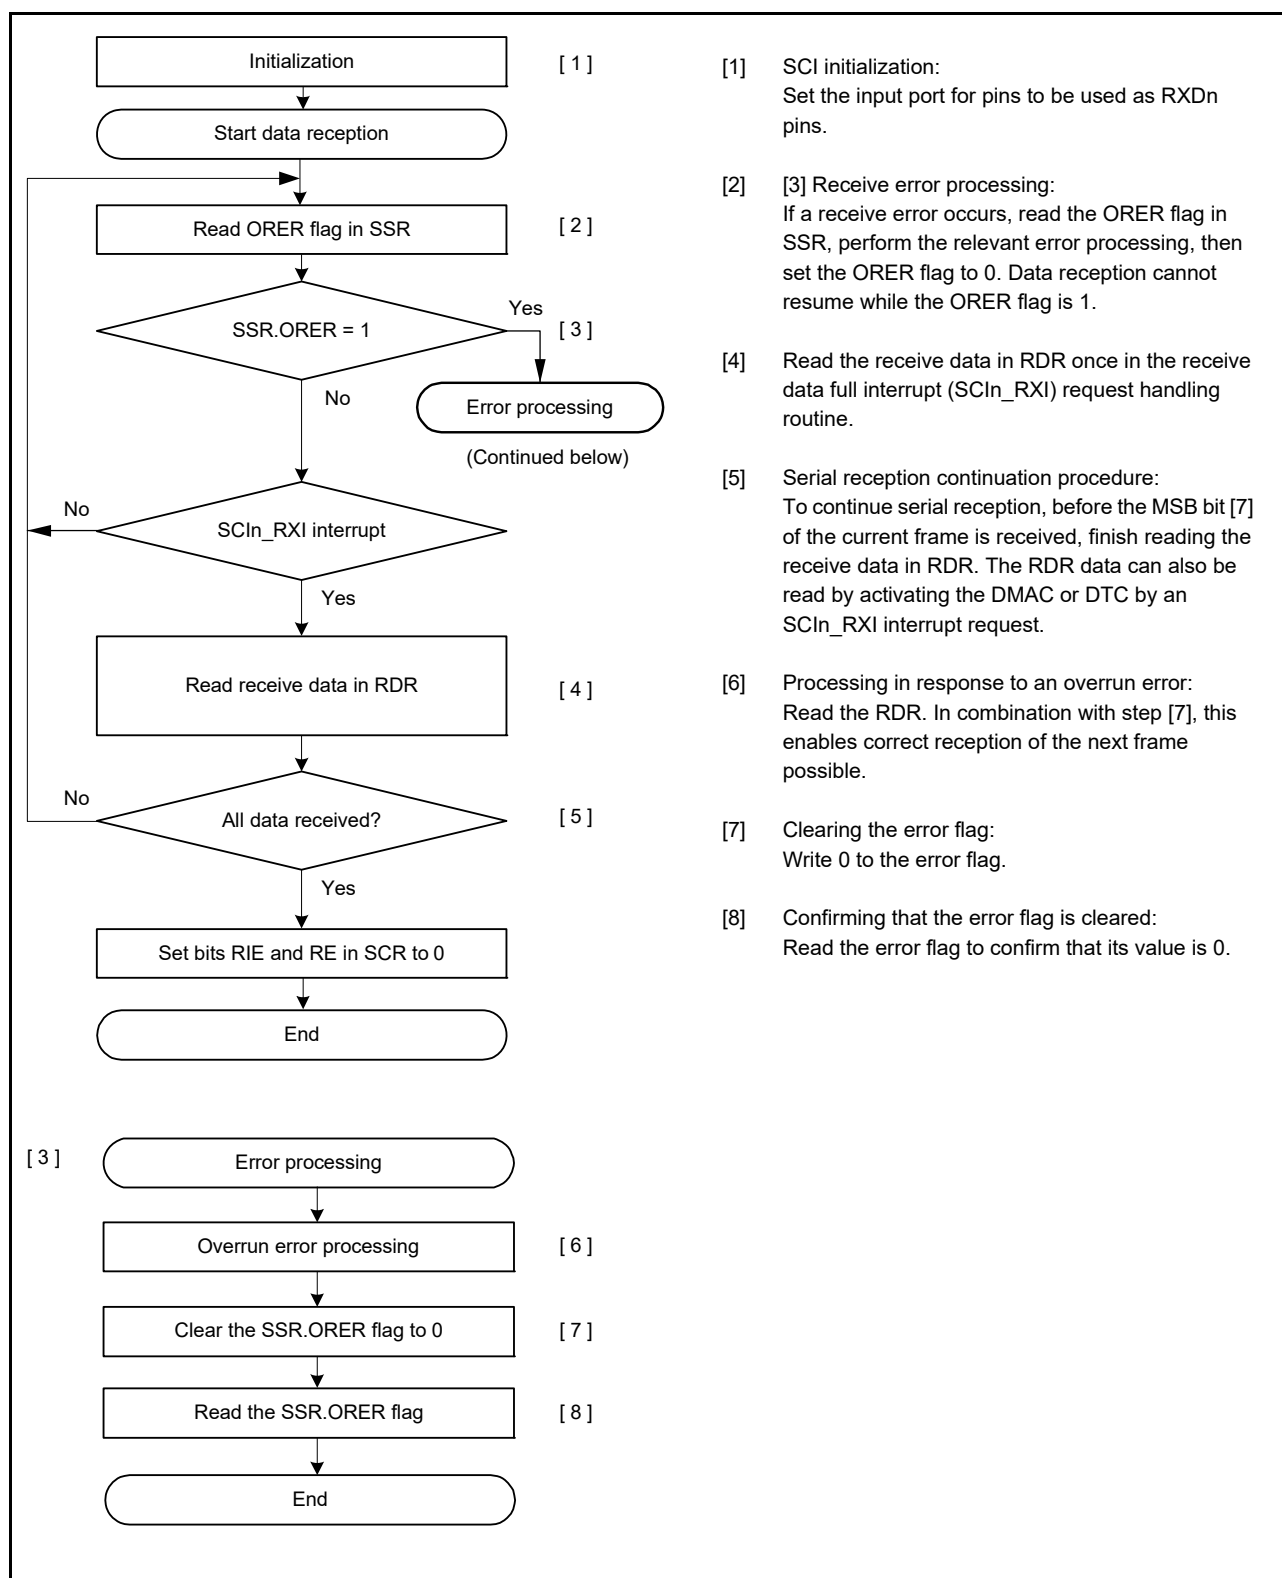 Initialization
[ 1 ]
Start data reception
Read ORER flag in SSR
[ 2 ]
SSR.ORER = 1
Yes
[ 3 ]
No
Error processing
(Continued below)
No
SCIn_RXI interrupt
Yes
Read receive data in RDR
[ 4 ]
No
All data received?
[ 5 ]
Yes
Set bits RIE and RE in SCR to 0
End
[ 3 ]
Error processing
Overrun error processing
[ 6 ]
Clear the SSR.ORER flag to 0
[ 7 ]
Read the SSR.ORER flag
[ 8 ]
End
[1] SCI initialization:
Set the input port for pins to be used as RXDn
pins.
[2] [3] Receive error processing:
If a receive error occurs, read the ORER flag in
SSR, perform the relevant error processing, then
set the ORER flag to 0. Data reception cannot
resume while the ORER flag is 1.
[4] Read the receive data in RDR once in the receive
data full interrupt (SCIn_RXI) request handling
routine.
[5] Serial reception continuation procedure:
To continue serial reception, before the MSB bit [7]
of the current frame is received, finish reading the
receive data in RDR. The RDR data can also be
read by activating the DMAC or DTC by an
SCIn_RXI interrupt request.
[6] Processing in response to an overrun error:
Read the RDR. In combination with step [7], this
enables correct reception of the next frame
possible.
[7] Clearing the error flag:
Write 0 to the error flag.
[8] Confirming that the error flag is cleared:
Read the error flag to confirm that its value is 0.